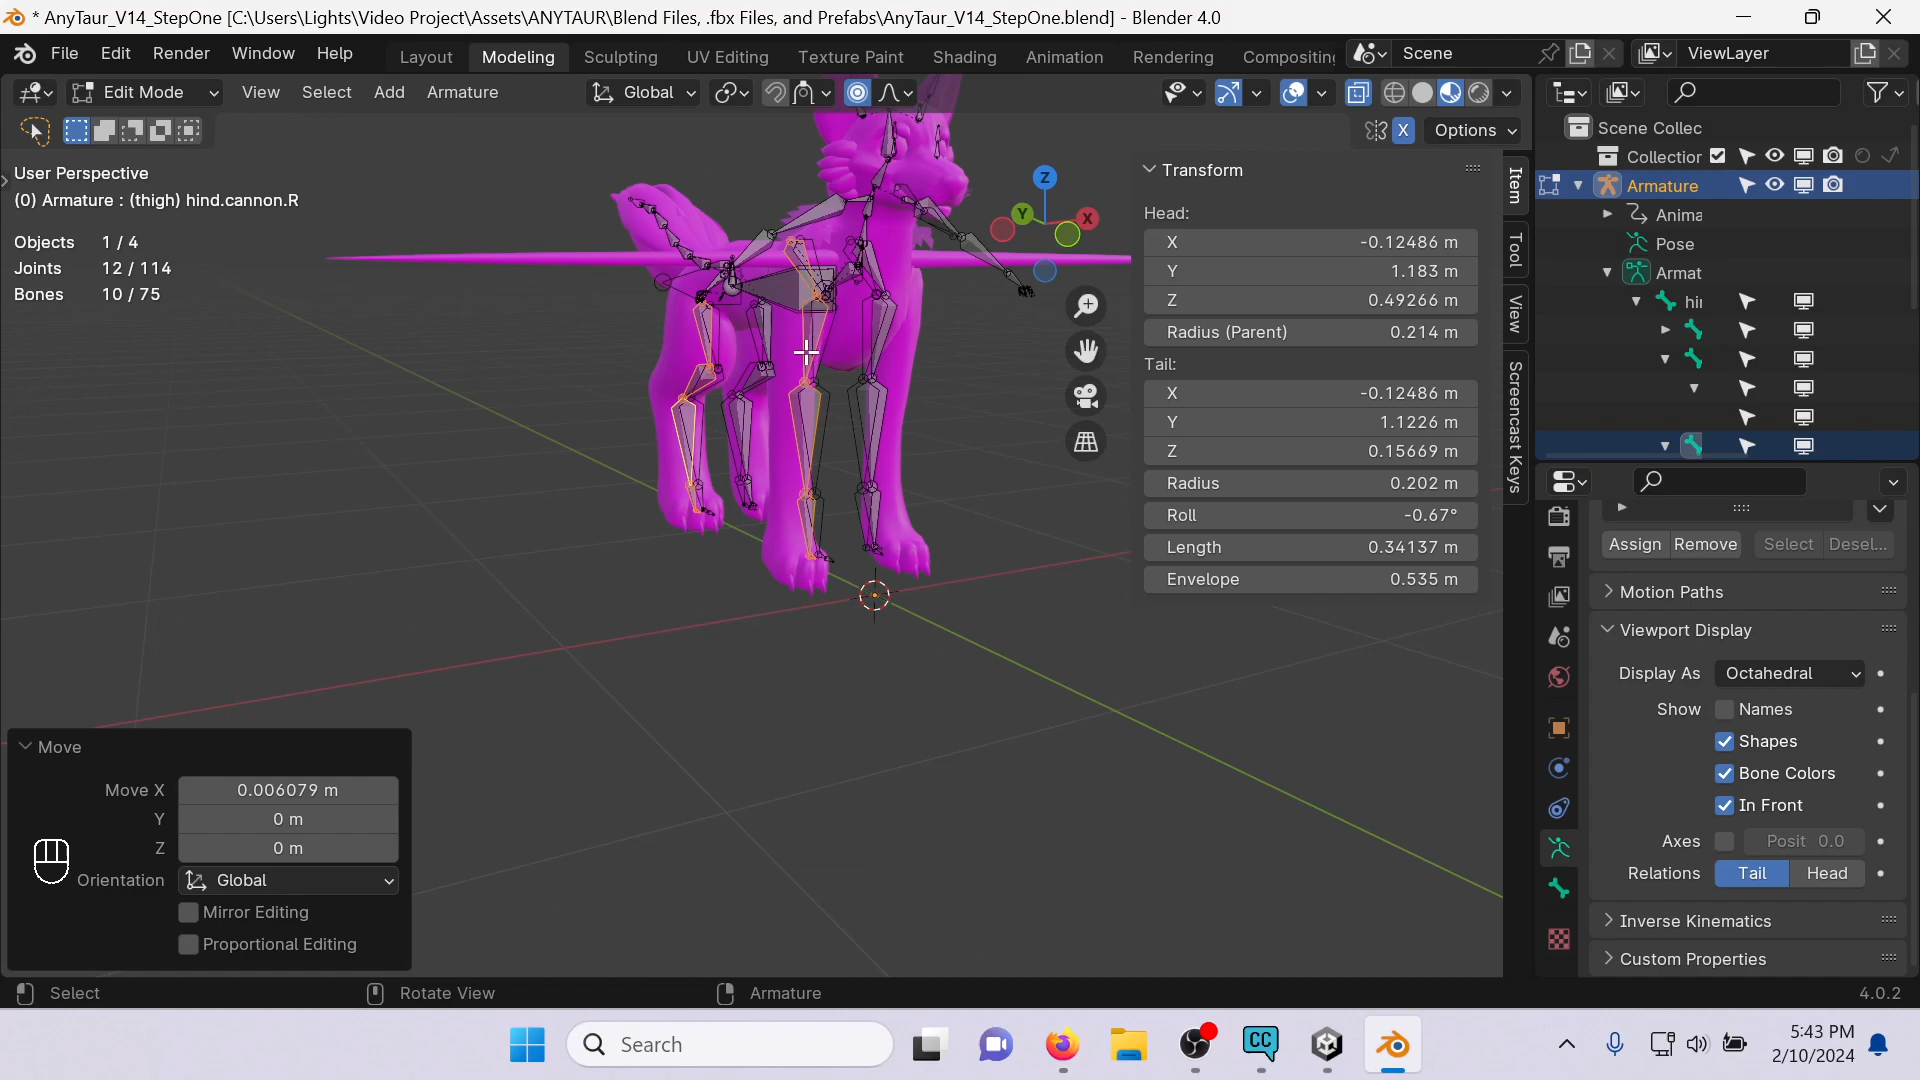 * AnyTaur_V14_StepOne [C:\Users\Lights\Video Project\Assets\ANYTAUR\Blend Files, .fbx Files, and Prefabs\AnyTaur_V14_StepOne.blend] - Blender 4.0
File Edit Render Window Help Layout Modeling Sculpting UV Editing Texture Paint Shading Animation Rendering Compositing Scene ViewLayer
Edit Mode View Select Add Armature Global
X Options
User Perspective
(0) Armature : (thigh) hind.cannon.R
Objects 1 / 4
Joints 12 / 114
Bones 10 / 75
Z
Y
X
Transform
Head:
X -0.12486 m
Y 1.183 m
Z 0.49266 m
Radius (Parent) 0.214 m
Tail:
X -0.12486 m
Y 1.1226 m
Z 0.15669 m
Radius 0.202 m
Roll -0.67°
Length 0.34137 m
Envelope 0.535 m
Item
Tool
View
Screencast Keys
Scene Collec
Collection
Armature
Anima
Pose
Armat
hin
Assign Remove Select Desel...
Motion Paths
Viewport Display
Display As Octahedral
Show Names
Shapes
Bone Colors
In Front
Axes Posit 0.0
Relations Tail Head
Inverse Kinematics
Custom Properties
Move
Move X 0.006079 m
Y 0 m
Z 0 m
Orientation Global
Mirror Editing
Proportional Editing
Select Rotate View Armature 4.0.2
Search
CC
5:43 PM
2/10/2024